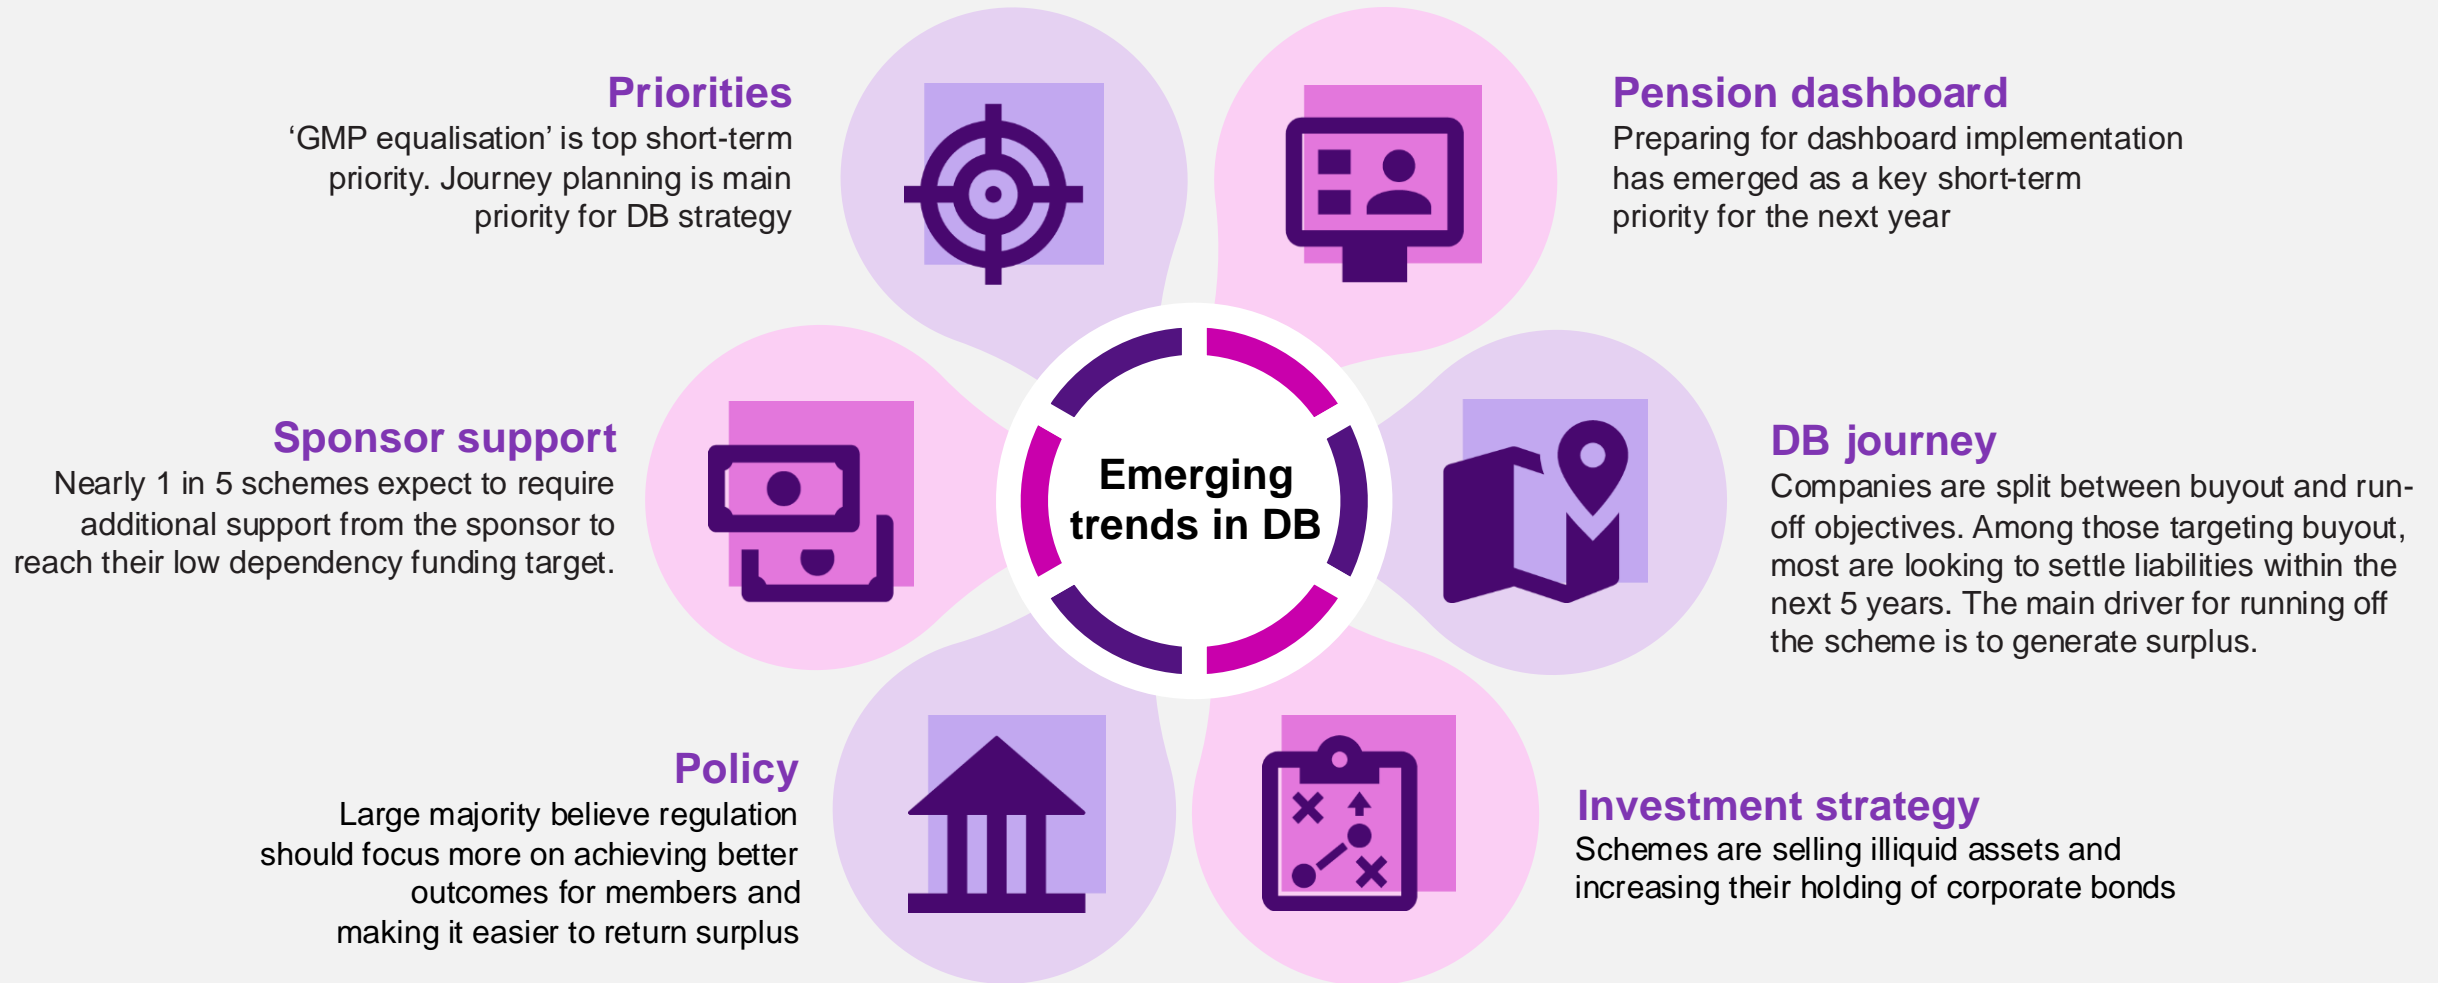 Priorities
‘GMP equalisation’ is top short-term
priority. Journey planning is main
priority for DB strategy
Pension dashboard
Preparing for dashboard implementation
has emerged as a key short-term
priority for the next year
Sponsor support
Nearly 1 in 5 schemes expect to require
additional support from the sponsor to
reach their low dependency funding target.
Emerging
trends in DB
DB journey
Companies are split between buyout and run-
off objectives. Among those targeting buyout,
most are looking to settle liabilities within the
next 5 years. The main driver for running off
the scheme is to generate surplus.
Policy
Large majority believe regulation
should focus more on achieving better
outcomes for members and
making it easier to return surplus
Investment strategy
Schemes are selling illiquid assets and
increasing their holding of corporate bonds